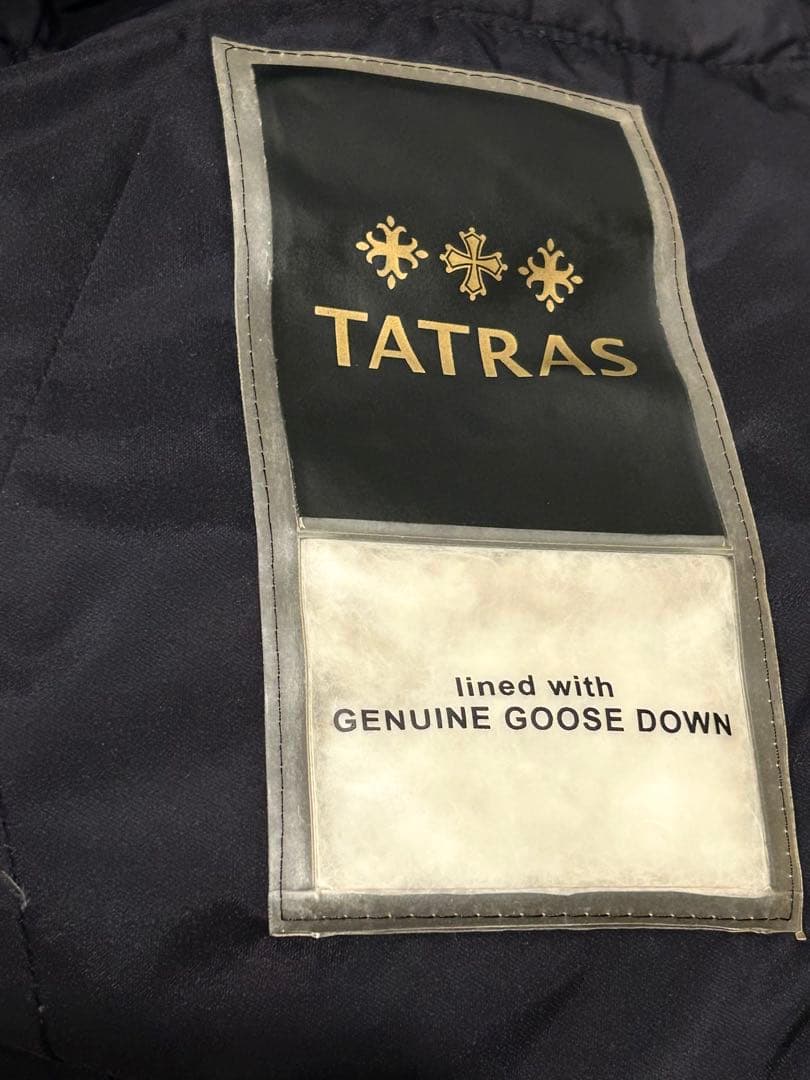 TATRAS
lined with
GENUINE GOOSE DOWN